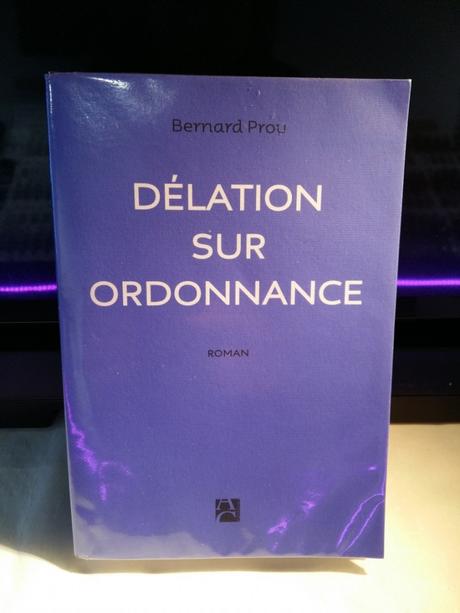 Bernard Prou
DÉLATION
SUR
ORDONNANCE
ROMAN